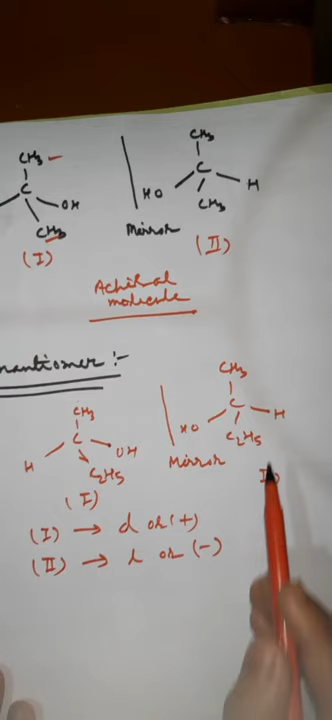 CH₃ CH₃
C OH HO C H
CH₃ CH₃
Mirror
(I) (II)
Achiral
molecule
nantiomer :-
CH₃ CH₃
C C H
H OH HO
C₂H₅ C₂H₅
Mirror
(I)
(I) → d or (+)
(II) → l or (-)